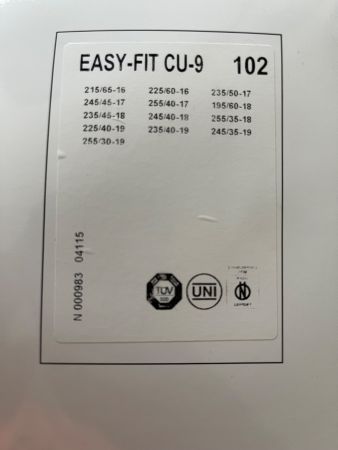 EASY-FIT CU-9 102
215/65-16 225/60-16 235/50-17
245/45-17 255/40-17 195/60-18
235/45-18 245/40-18 255/35-18
225/40-19 235/40-19 245/35-19
255/30-19
N 000983 04115
TÜV
UNI